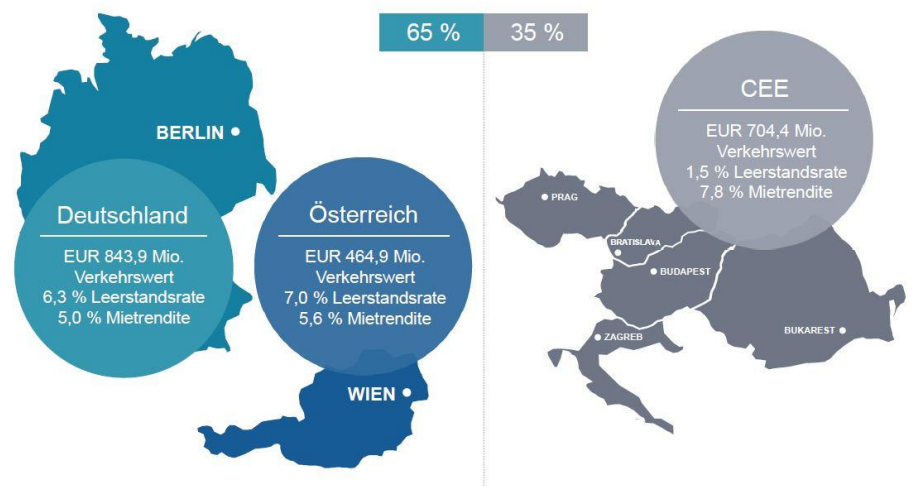 65 %
35 %
BERLIN
Deutschland
EUR 843,9 Mio.
Verkehrswert
6,3 % Leerstandsrate
5,0 % Mietrendite
Österreich
EUR 464,9 Mio.
Verkehrswert
7,0 % Leerstandsrate
5,6 % Mietrendite
WIEN
CEE
EUR 704,4 Mio.
Verkehrswert
1,5 % Leerstandsrate
7,8 % Mietrendite
PRAG
BRATISLAVA
BUDAPEST
ZAGREB
BUKAREST